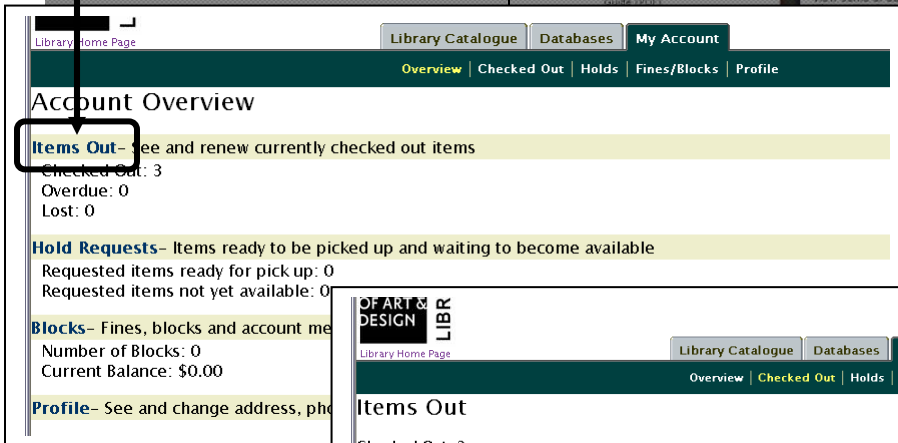 Library Home Page
Library Catalogue Databases My Account
Overview | Checked Out | Holds | Fines/Blocks | Profile
Account Overview
Items Out– See and renew currently checked out items
Checked Out: 3
Overdue: 0
Lost: 0
Hold Requests– Items ready to be picked up and waiting to become available
Requested items ready for pick up: 0
Requested items not yet available: 0
Blocks– Fines, blocks and account me
Number of Blocks: 0
Current Balance: $0.00
Profile– See and change address, pho
OF ART &
DESIGN
LIBR
Library Home Page
Library Catalogue Databases
Overview | Checked Out | Holds |
Items Out